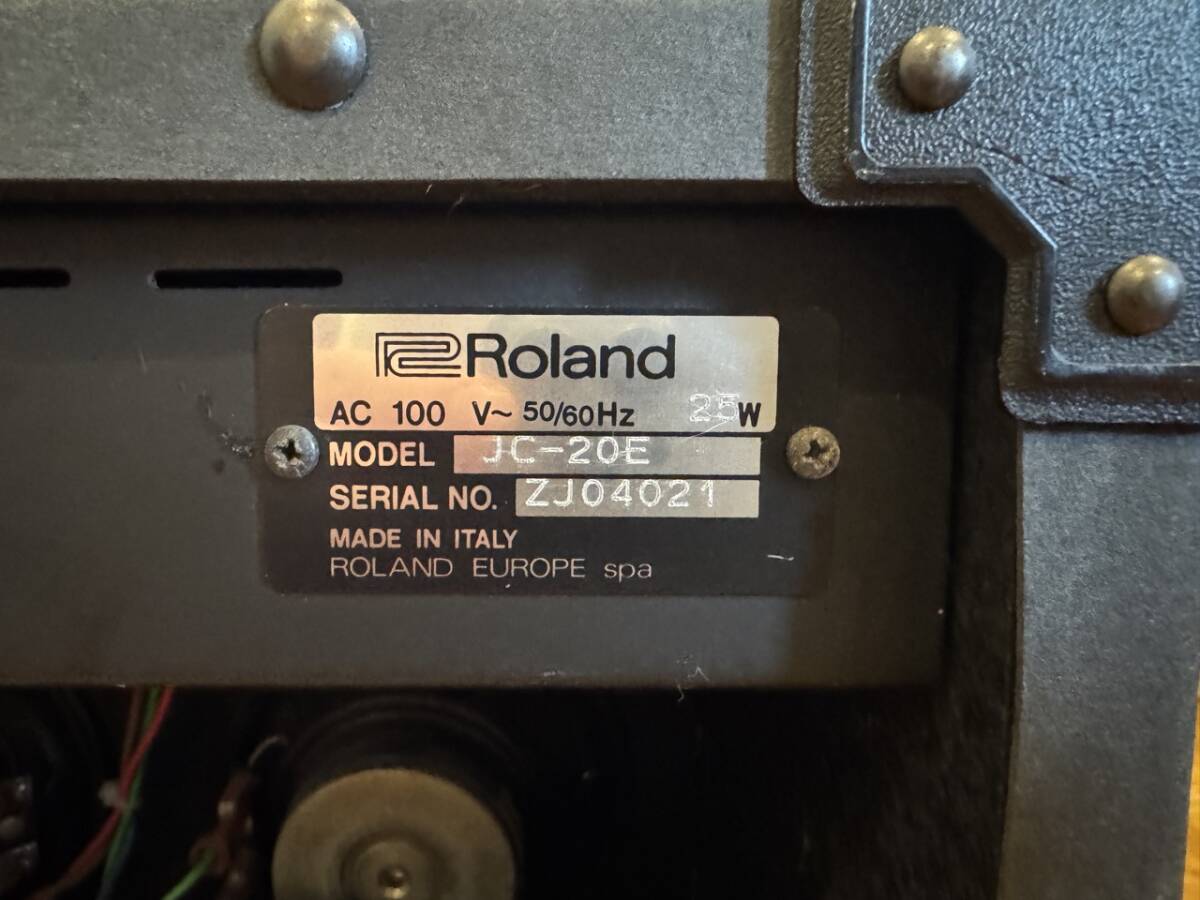 Roland
AC 100 V~ 50/60Hz 25W
MODEL JC-20E
SERIAL NO. ZJ04021
MADE IN ITALY
ROLAND EUROPE spa